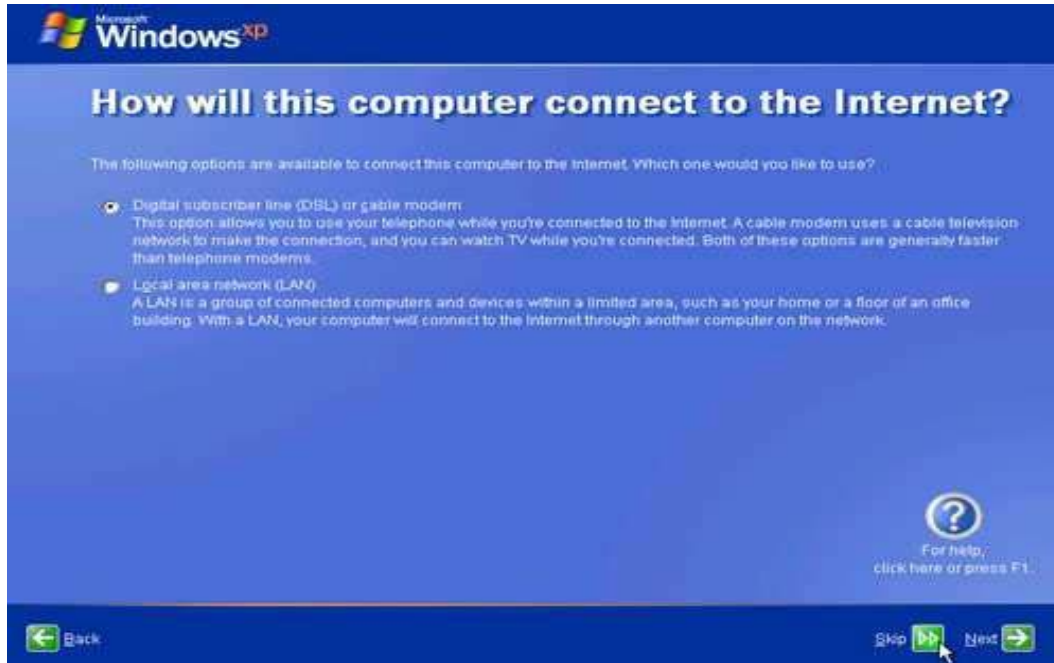 Microsoft
Windows xp
How will this computer connect to the Internet?
The following options are available to connect this computer to the Internet. Which one would you like to use?
Digital subscriber line (DSL) or cable modem
This option allows you to use your telephone while you're connected to the Internet. A cable modem uses a cable television
network to make the connection, and you can watch TV while you're connected. Both of these options are generally faster
than telephone modems.
Local area network (LAN)
A LAN is a group of connected computers and devices within a limited area, such as your home or a floor of an office
building. With a LAN, your computer will connect to the Internet through another computer on the network.
For help,
click here or press F1.
Back
Skip
Next